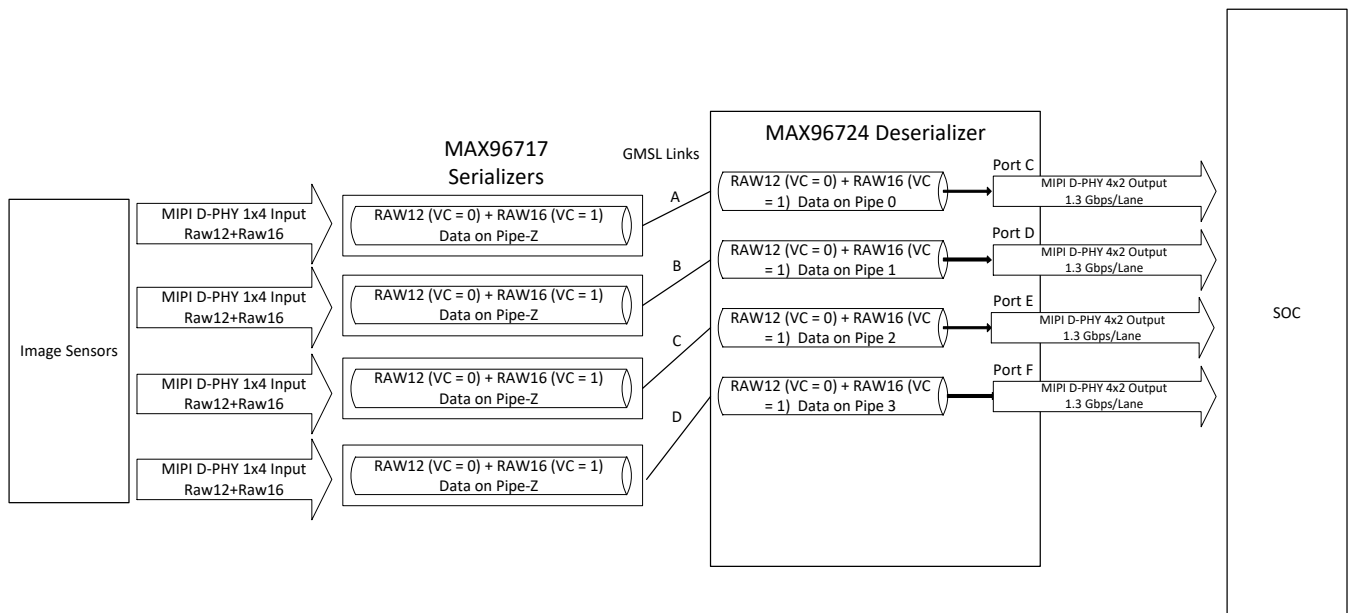 MAX96717
Serializers
GMSL Links
MAX96724 Deserializer
Image Sensors
MIPI D-PHY 1x4 Input
Raw12+Raw16
RAW12 (VC = 0) + RAW16 (VC = 1)
Data on Pipe-Z
A
RAW12 (VC = 0) + RAW16 (VC
= 1) Data on Pipe 0
Port C
MIPI D-PHY 4x2 Output
1.3 Gbps/Lane
MIPI D-PHY 1x4 Input
Raw12+Raw16
RAW12 (VC = 0) + RAW16 (VC = 1)
Data on Pipe-Z
B
RAW12 (VC = 0) + RAW16 (VC
= 1) Data on Pipe 1
Port D
MIPI D-PHY 4x2 Output
1.3 Gbps/Lane
MIPI D-PHY 1x4 Input
Raw12+Raw16
RAW12 (VC = 0) + RAW16 (VC = 1)
Data on Pipe-Z
C
RAW12 (VC = 0) + RAW16 (VC
= 1) Data on Pipe 2
Port E
MIPI D-PHY 4x2 Output
1.3 Gbps/Lane
MIPI D-PHY 1x4 Input
Raw12+Raw16
RAW12 (VC = 0) + RAW16 (VC = 1)
Data on Pipe-Z
D
RAW12 (VC = 0) + RAW16 (VC
= 1) Data on Pipe 3
Port F
MIPI D-PHY 4x2 Output
1.3 Gbps/Lane
SOC